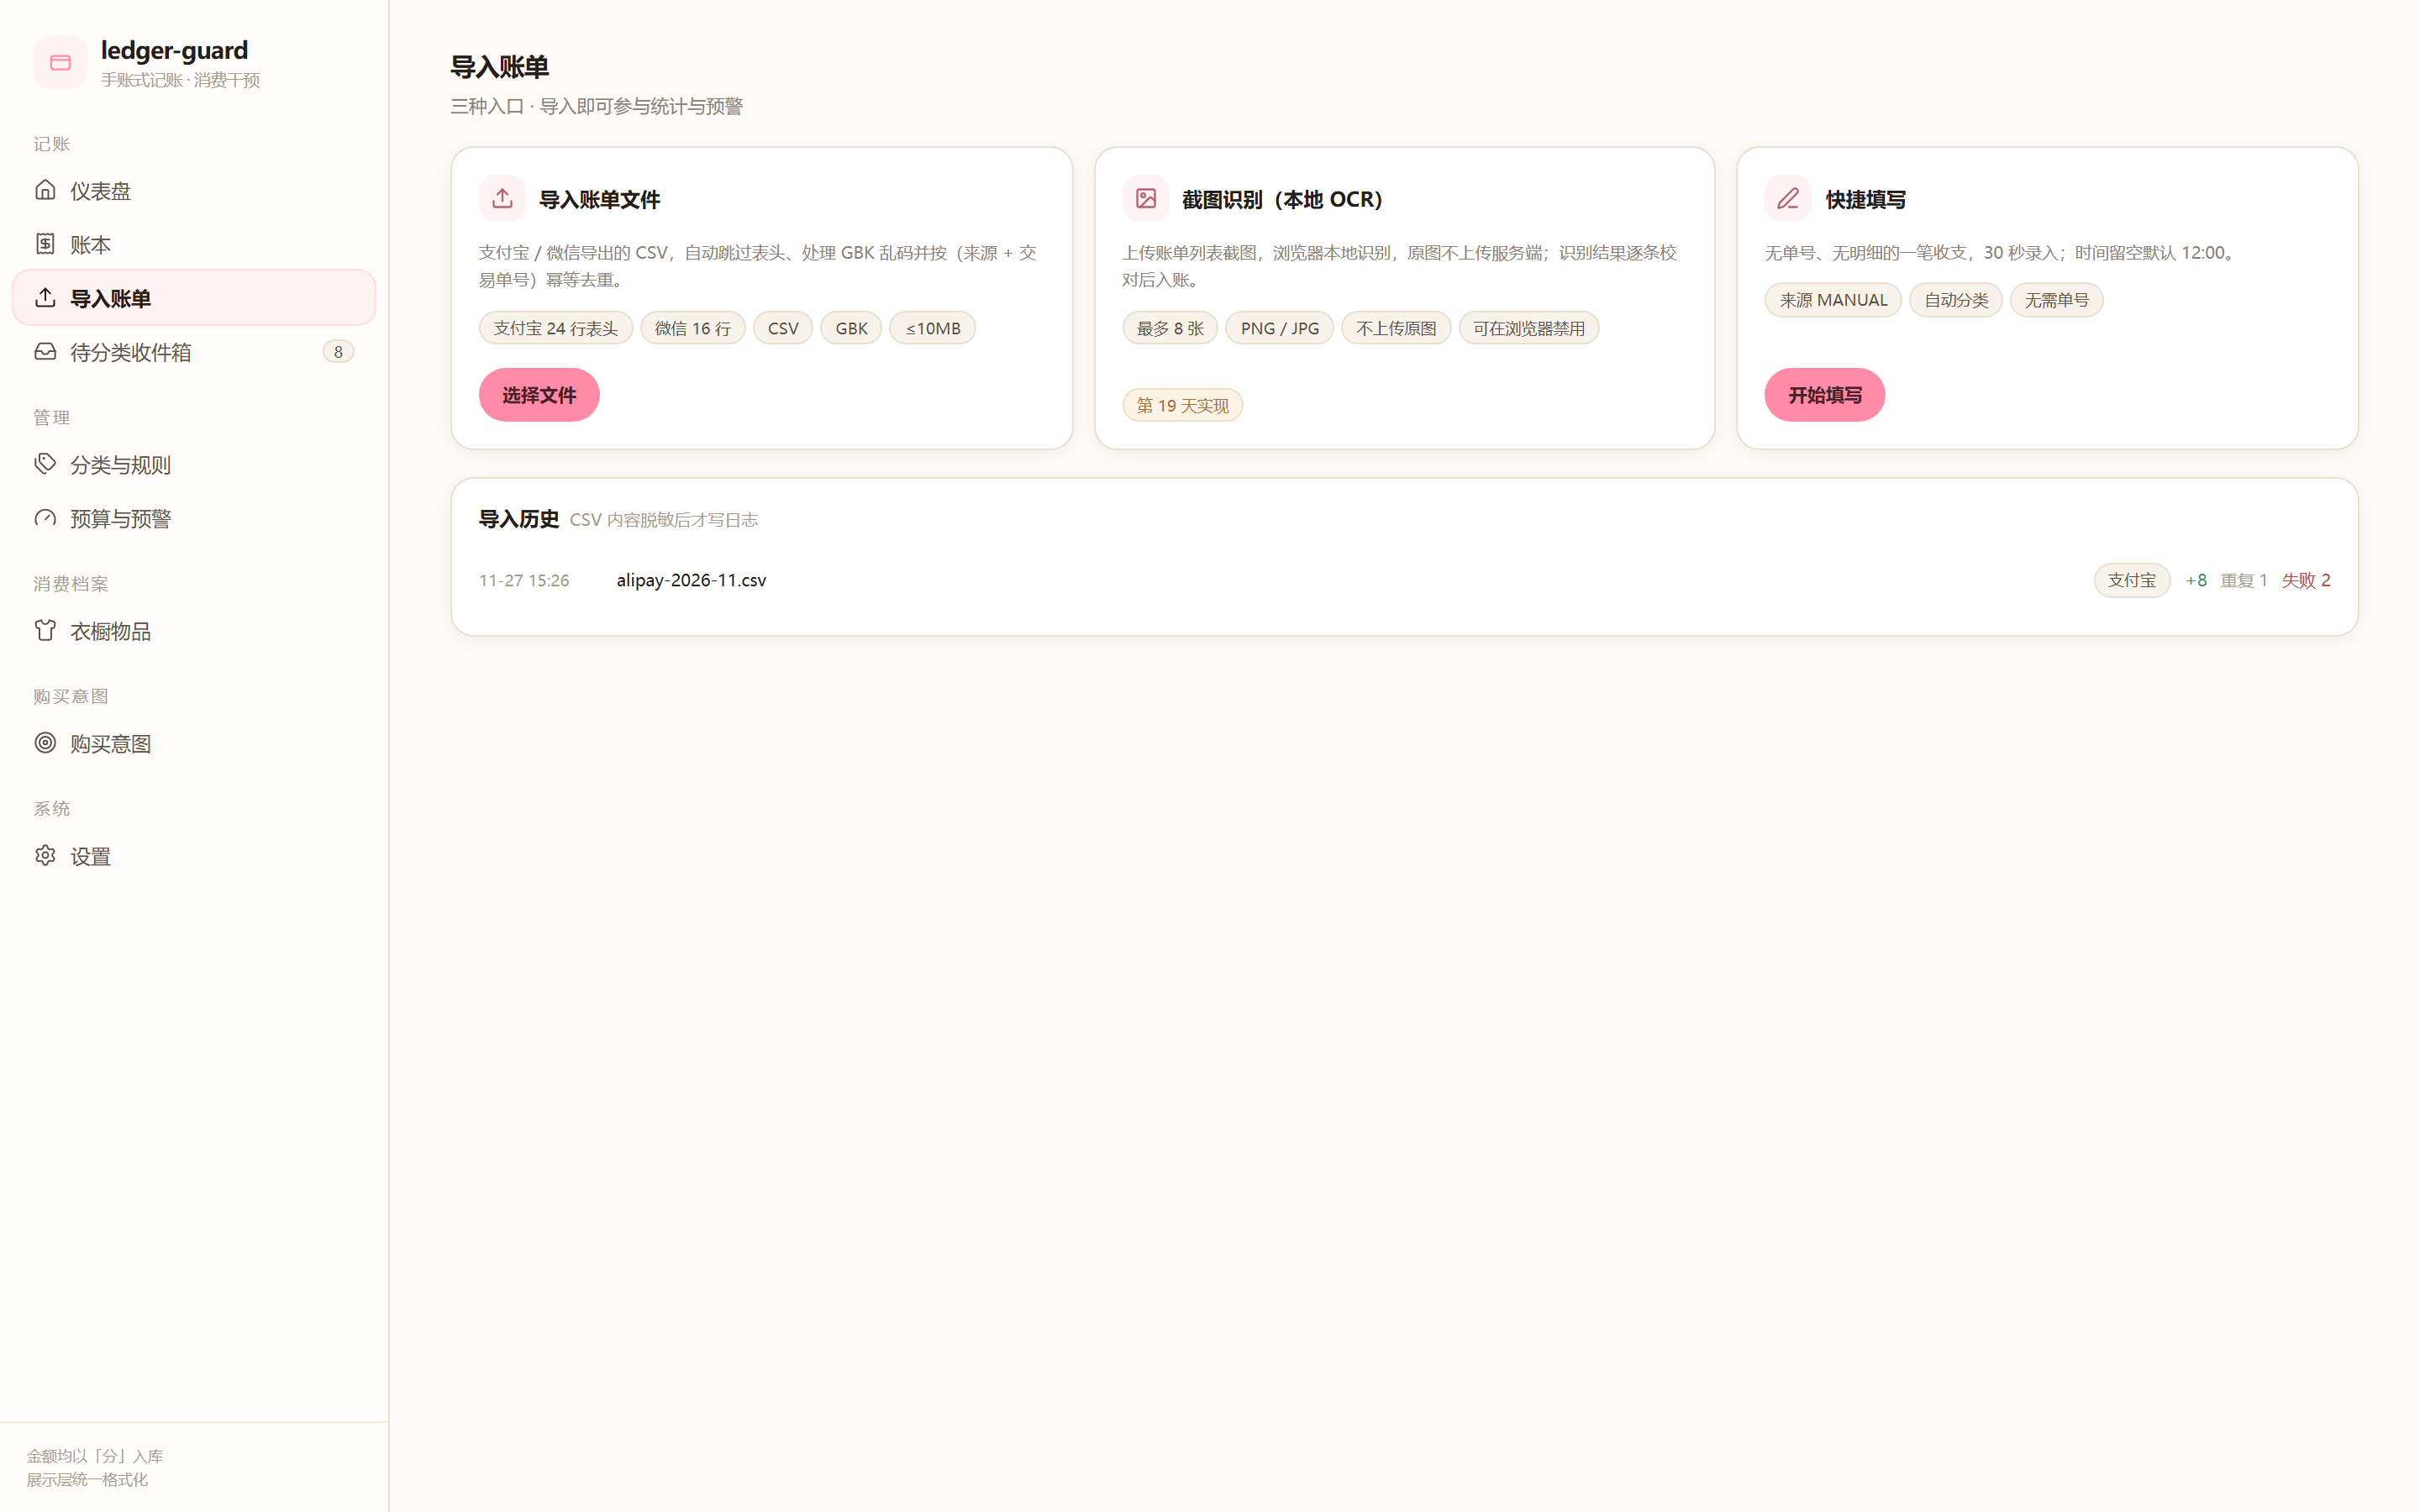 ledger-guard
手账式记账 · 消费干预
记账
仪表盘
账本
导入账单
待分类收件箱 8
管理
分类与规则
预算与预警
消费档案
衣橱物品
购买意图
购买意图
系统
设置
金额均以「分」入库
展示层统一格式化
导入账单
三种入口 · 导入即可参与统计与预警
导入账单文件
支付宝 / 微信导出的 CSV，自动跳过表头、处理 GBK 乱码并按（来源 + 交
易单号）幂等去重。
支付宝 24 行表头 微信 16 行 CSV GBK ≤10MB
选择文件
截图识别（本地 OCR）
上传账单列表截图，浏览器本地识别，原图不上传服务端；识别结果逐条校
对后入账。
最多 8 张 PNG / JPG 不上传原图 可在浏览器禁用
第 19 天实现
快捷填写
无单号、无明细的一笔收支，30 秒录入；时间留空默认 12:00。
来源 MANUAL 自动分类 无需单号
开始填写
导入历史 CSV 内容脱敏后才写日志
11-27 15:26 alipay-2026-11.csv 支付宝 +8 重复 1 失败 2